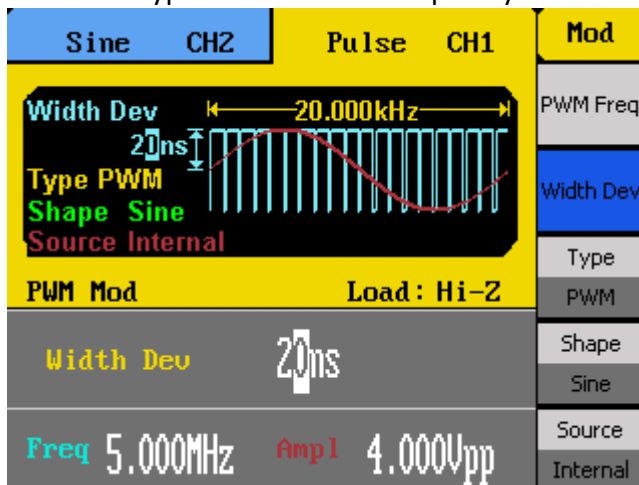 Sine CH2 Pulse CH1 Mod
Width Dev 20.000kHz
20ns
Type PWM
Shape Sine
Source Internal
PWM Mod Load: Hi-Z
Width Dev 20ns
Freq 5.000MHz Ampl 4.000Vpp
PWM Freq
Width Dev
Type
PWM
Shape
Sine
Source
Internal